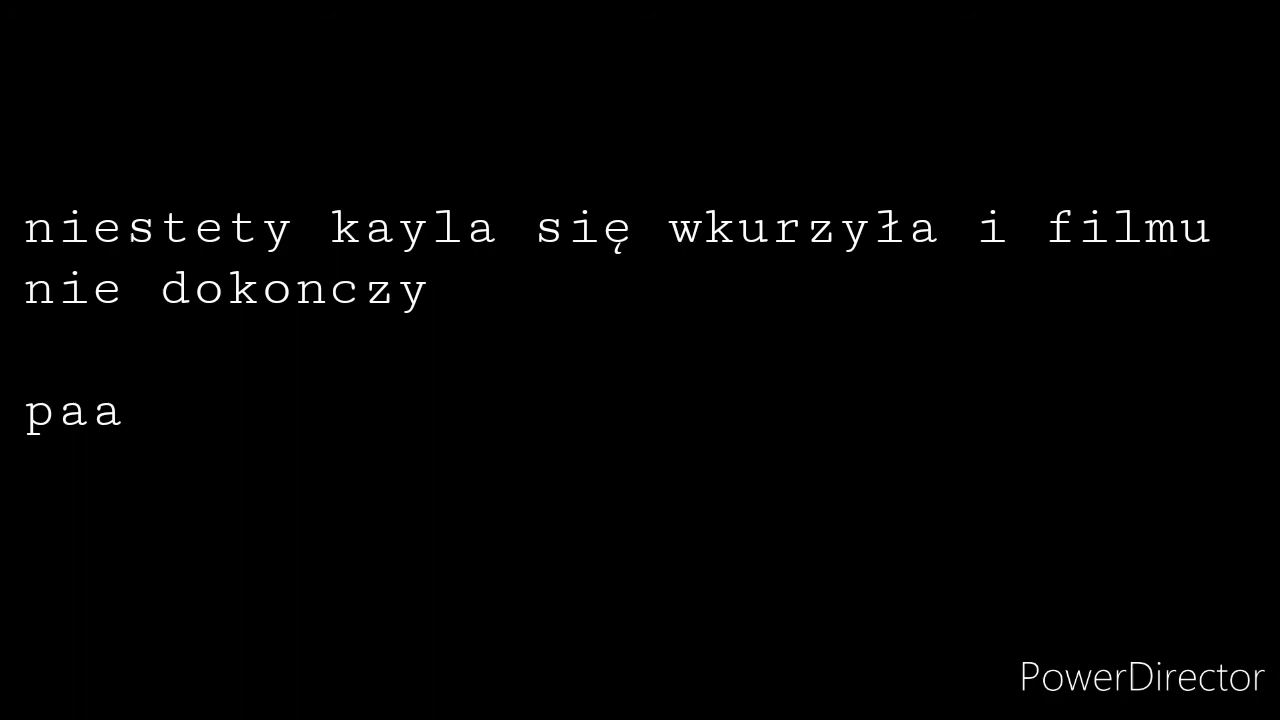 niestety kayla się wkurzyła i filmu
nie dokonczy
paa
PowerDirector